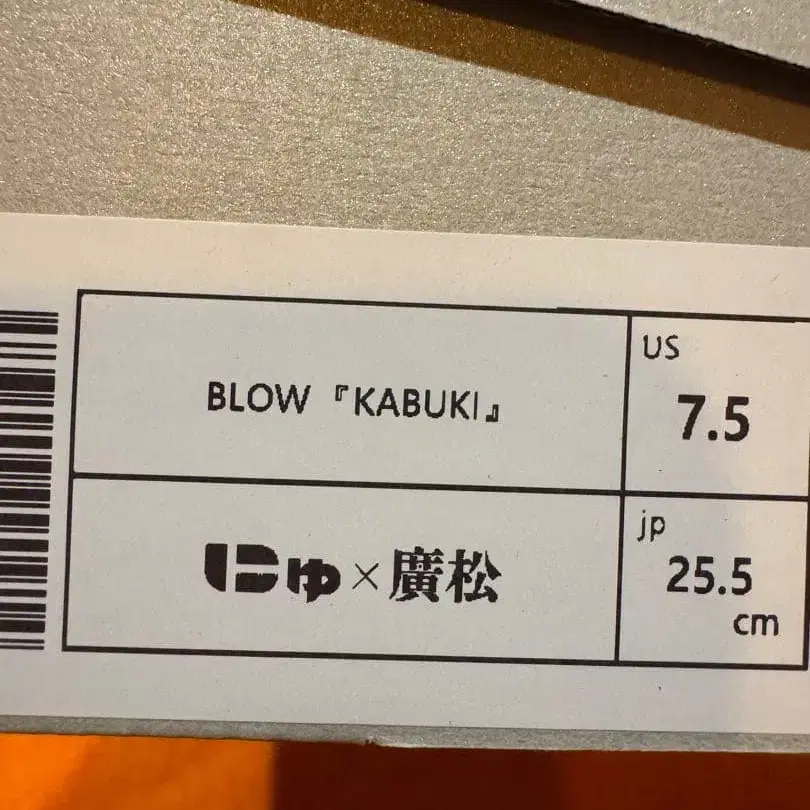 BLOW『KABUKI』
US
7.5
にゅ×廣松
jp
25.5
cm